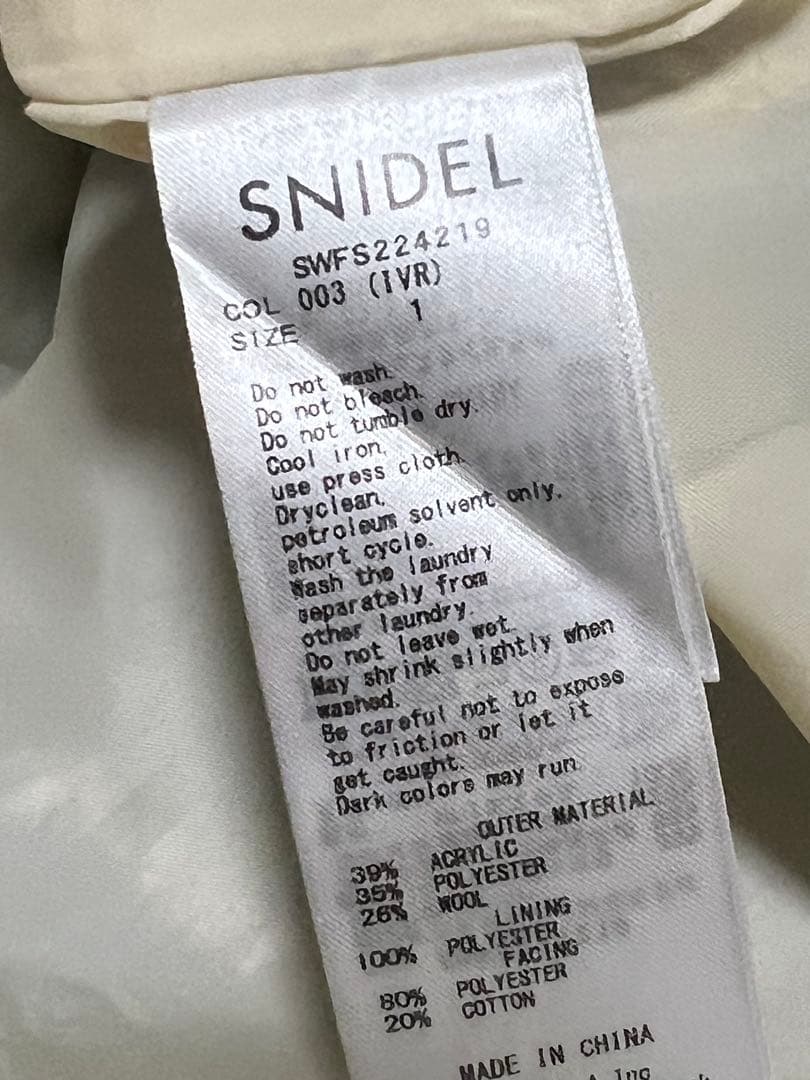 SNIDEL
SWFS224219
COL 003 (IVR)
SIZE 1
Do not wash.
Do not bleach.
Do not tumble dry.
Cool iron.
use press cloth.
Dryclean.
petroleum solvent only.
short cycle.
Wash the laundry
separately from
other laundry.
Do not leave wet.
May shrink slightly when
washed.
Be careful not to expose
to friction or let it
get caught.
Dark colors may run
OUTER MATERIAL
39% ACRYLIC
35% POLYESTER
26% WOOL
LINING
100% POLYESTER
FACING
80% POLYESTER
20% COTTON
MADE IN CHINA